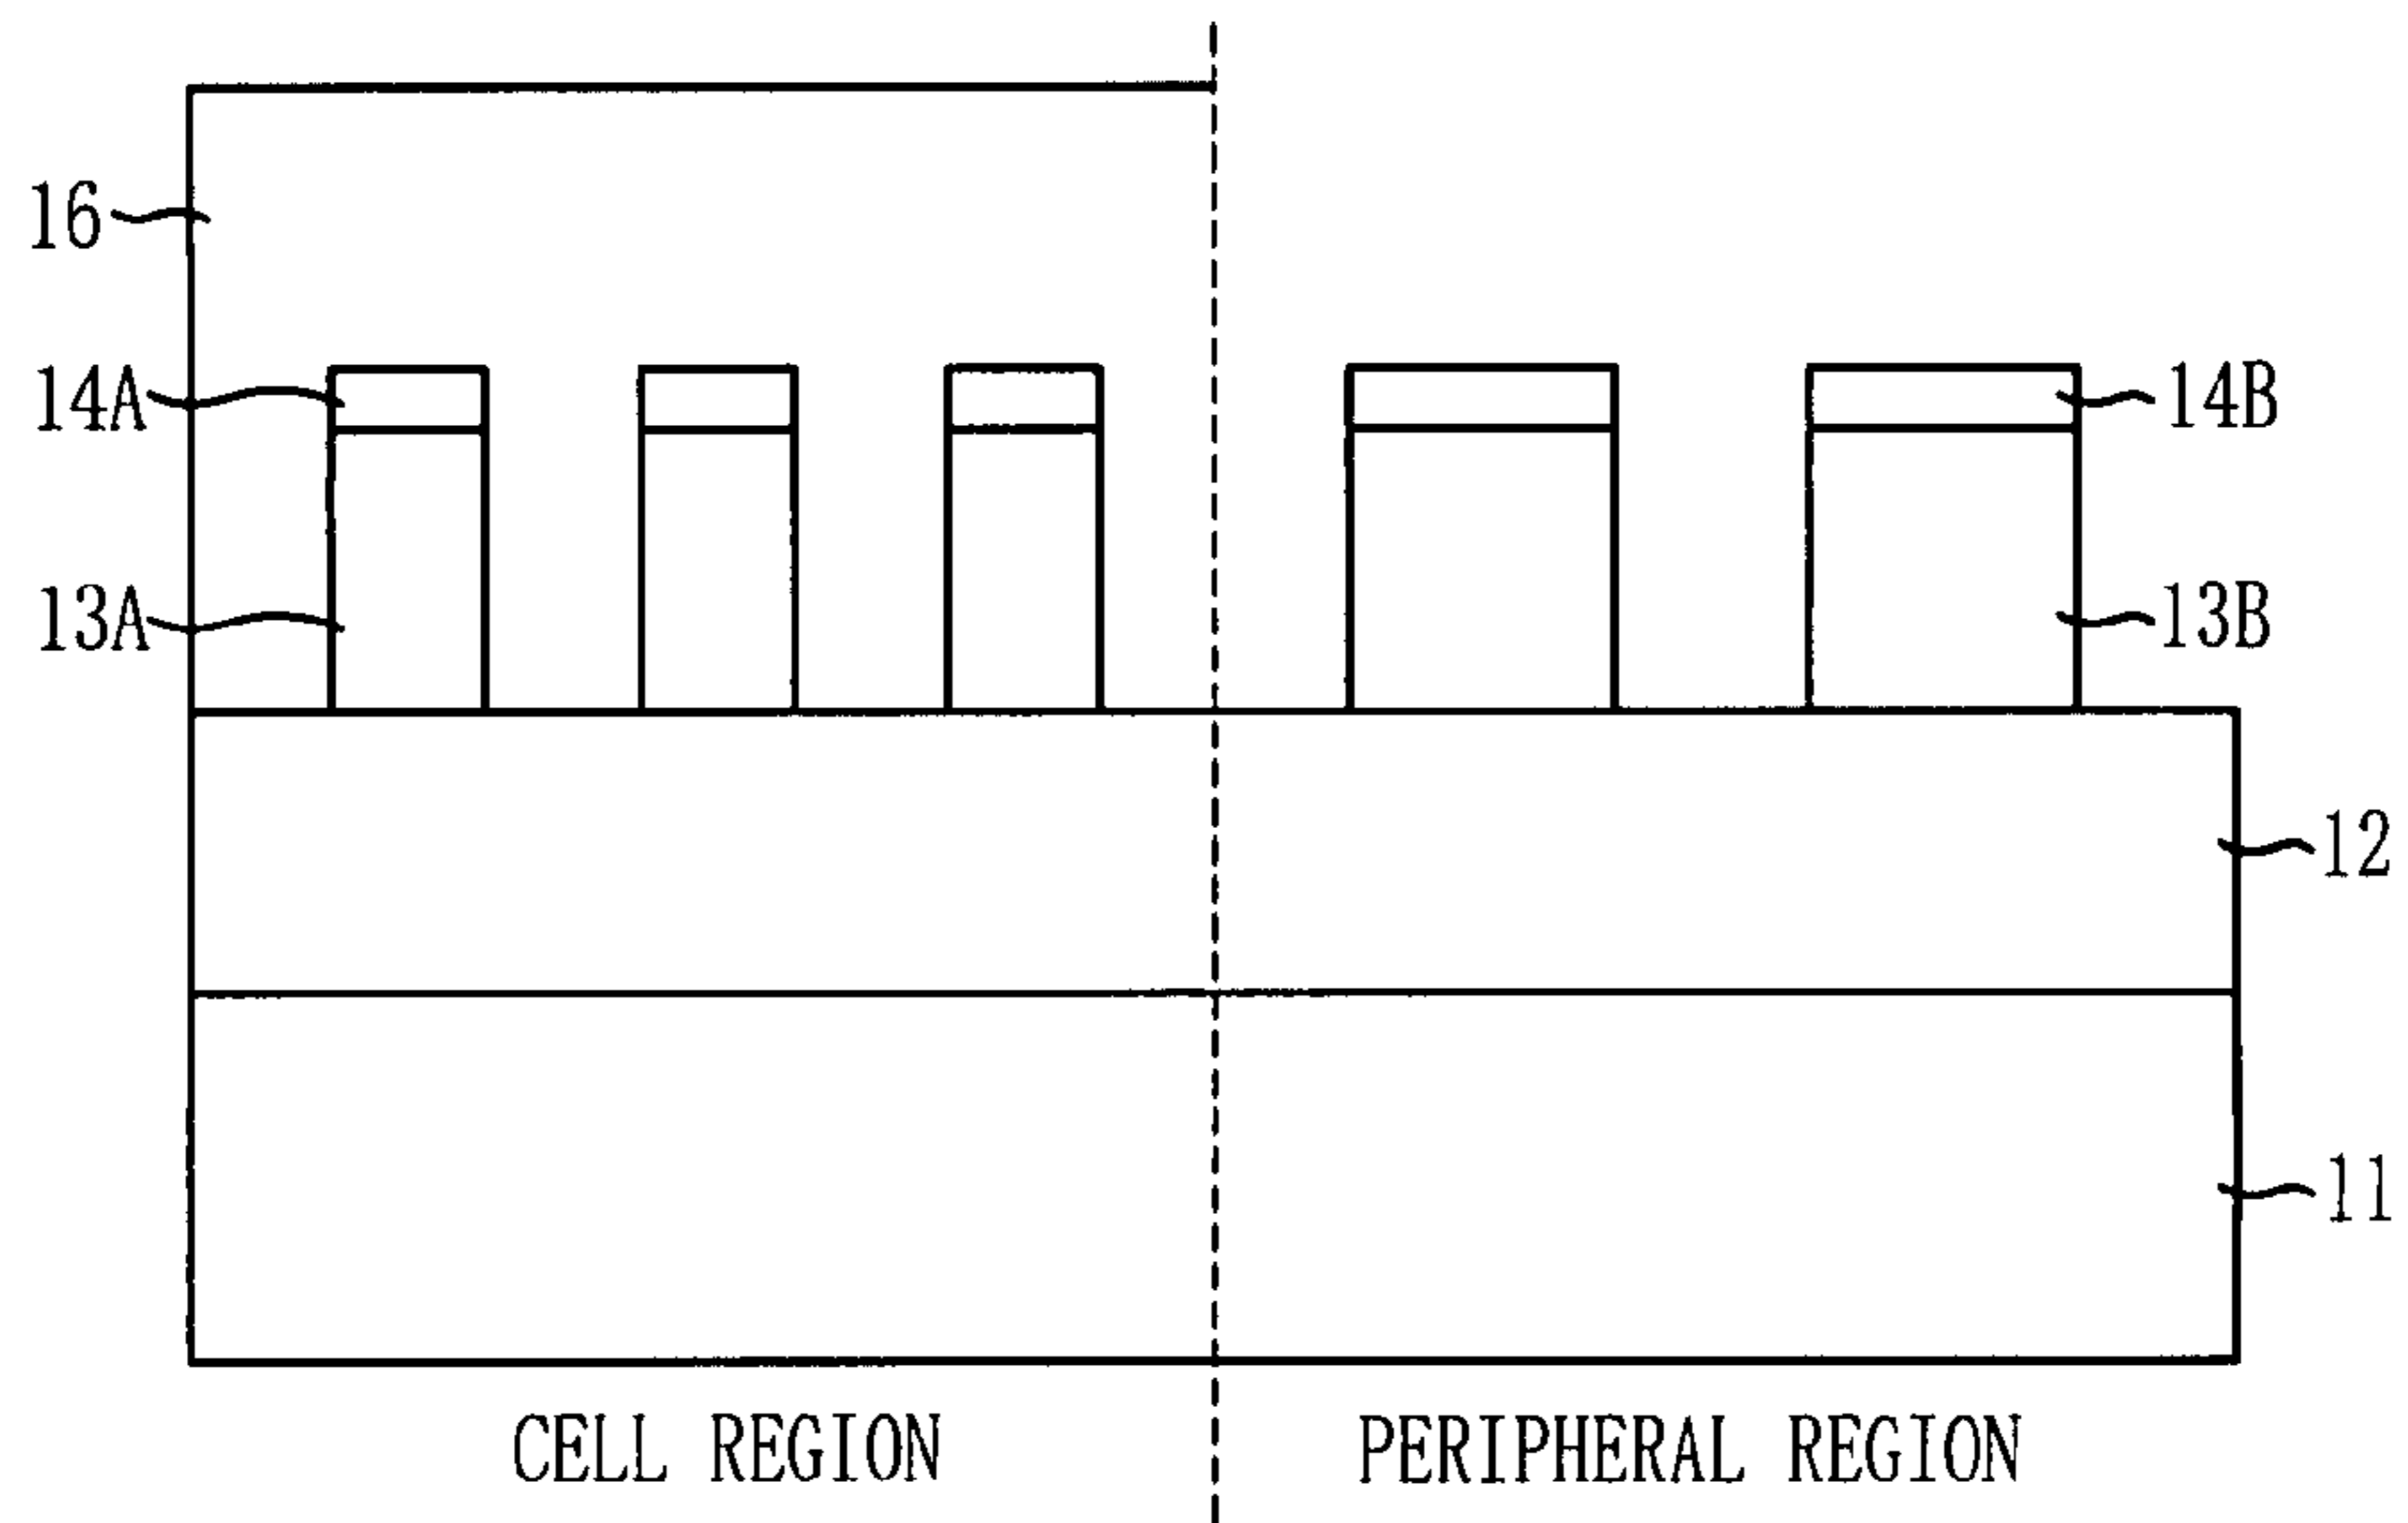 16
14A
14B
13A
13B
12
11
CELL REGION
PERIPHERAL REGION